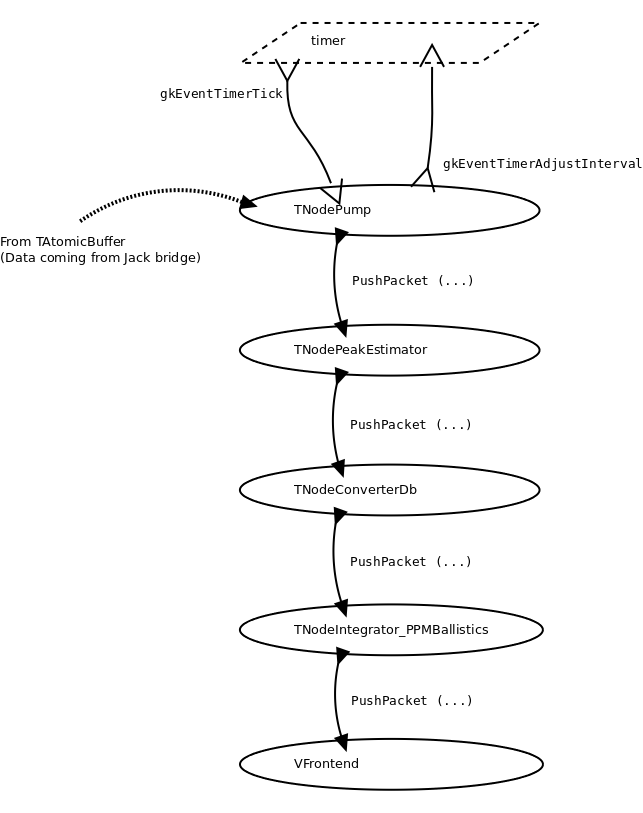 timer
gkEventTimerTick
gkEventTimerAdjustInterval
TNodePump
From TAtomicBuffer
(Data coming from Jack bridge)
PushPacket (...)
TNodePeakEstimator
PushPacket (...)
TNodeConverterDb
PushPacket (...)
TNodeIntegrator_PPMBallistics
PushPacket (...)
VFrontend